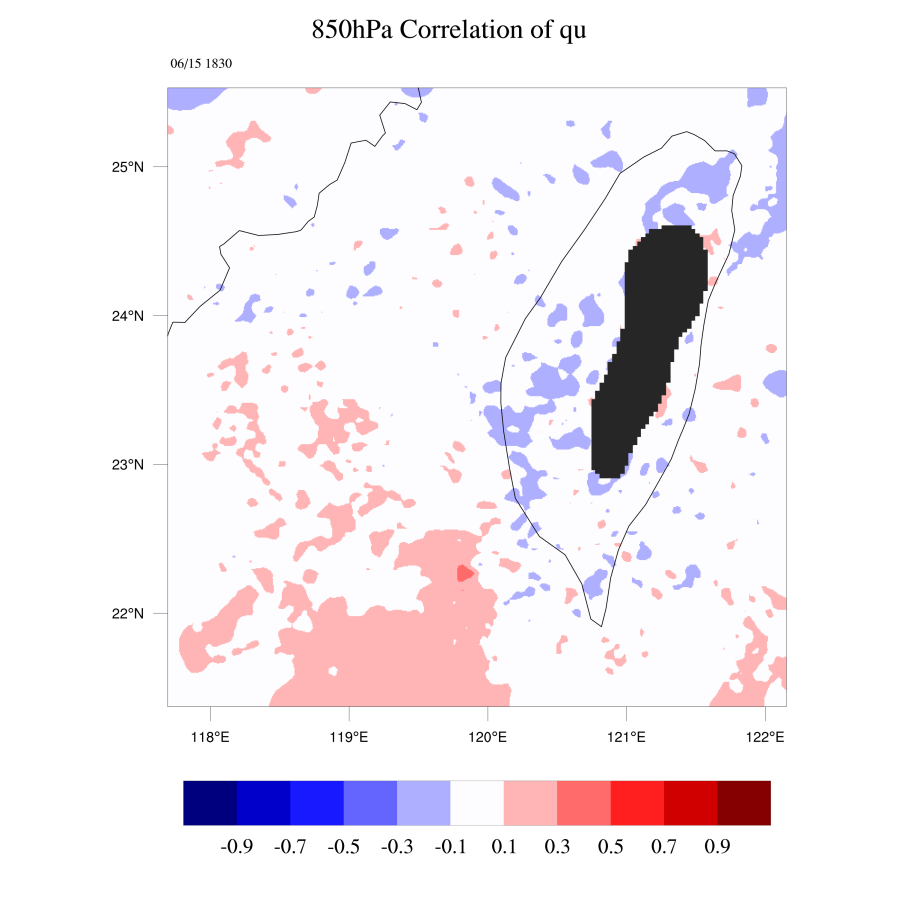 850hPa Correlation of qu
06/15 1830
25°N
24°N
23°N
22°N
118°E 119°E 120°E 121°E 122°E
-0.9 -0.7 -0.5 -0.3 -0.1 0.1 0.3 0.5 0.7 0.9